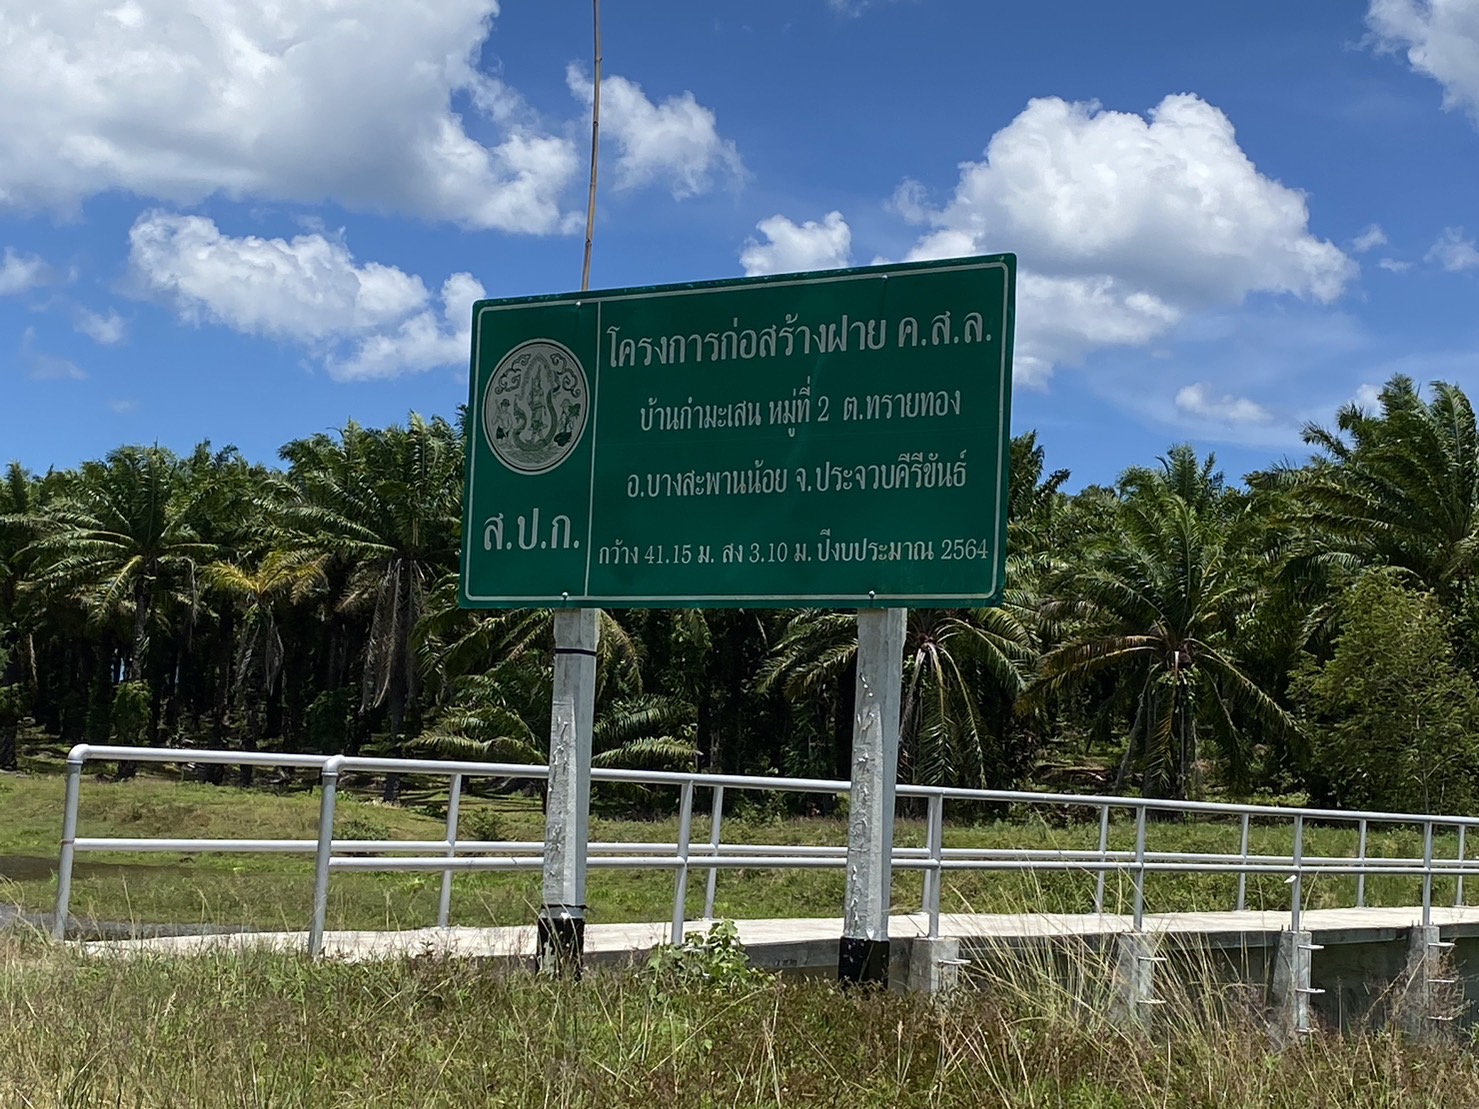 โครงการก่อสร้างฝาย ค.ส.ล.
บ้านกำมะเสน หมู่ที่ 2 ต.ทรายทอง
อ.บางสะพานน้อย จ.ประจวบคีรีขันธ์
กว้าง 41.15 ม. สง 3.10 ม. ปีงบประมาณ 2564
ส.ป.ก.